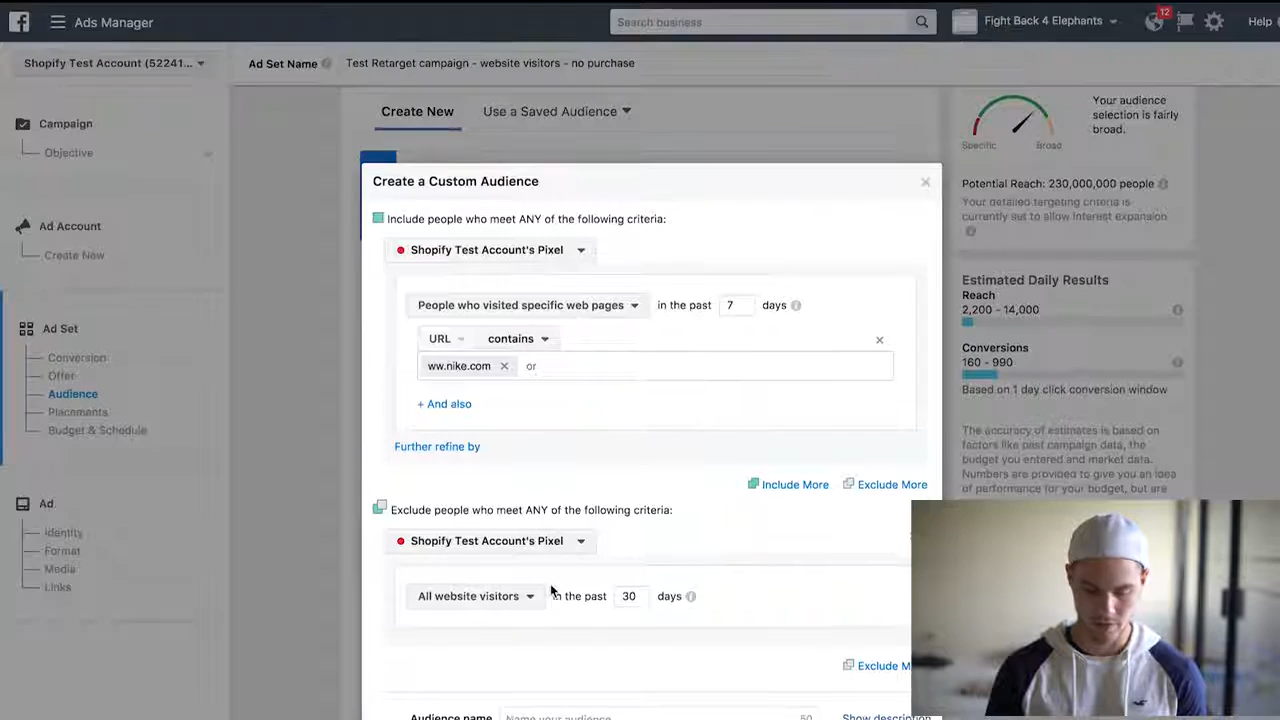 Ads Manager
Search business
Fight Back 4 Elephants
12
Help
Shopify Test Account (52241...
Ad Set Name
Test Retarget campaign - website visitors - no purchase
Campaign
Objective
Ad Account
Create New
Ad Set
Conversion
Offer
Audience
Placements
Budget & Schedule
Ad
Identity
Format
Media
Links
Create New
Use a Saved Audience
Create a Custom Audience
Include people who meet ANY of the following criteria:
Shopify Test Account's Pixel
People who visited specific web pages in the past 7 days
URL contains
ww.nike.com or
+ And also
Further refine by
Include More Exclude More
Exclude people who meet ANY of the following criteria:
Shopify Test Account's Pixel
All website visitors in the past 30 days
Exclude M
Audience name Name your audience 50 Show description
Your audience
selection is fairly
broad.
Specific Broad
Potential Reach: 230,000,000 people
Your detailed targeting criteria is
currently set to allow interest expansion
Estimated Daily Results
Reach
2,200 - 14,000
Conversions
160 - 990
Based on 1 day click conversion window
The accuracy of estimates is based on
factors like past campaign data, the
budget you entered and market data.
Numbers are provided to give you an idea
of performance for your budget, but are